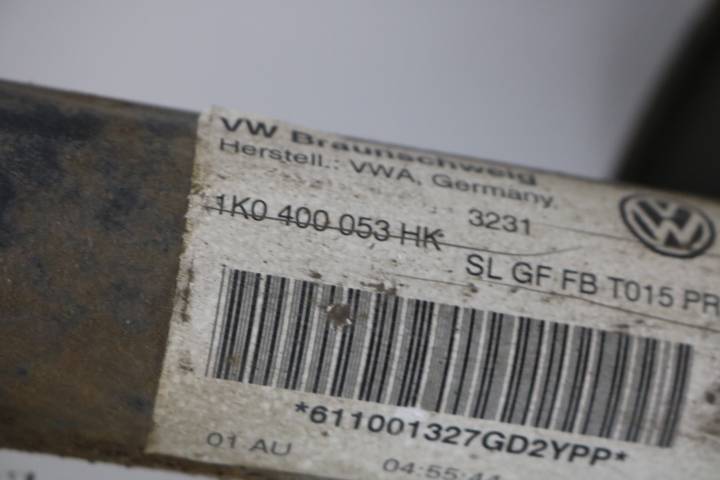 VW Braunschweig
Herstell.: VWA, Germany.
1K0 400 053 HK 3231
SL GF FB T015 PR
*611001327GD2YPP*
01 AU 04:55:44